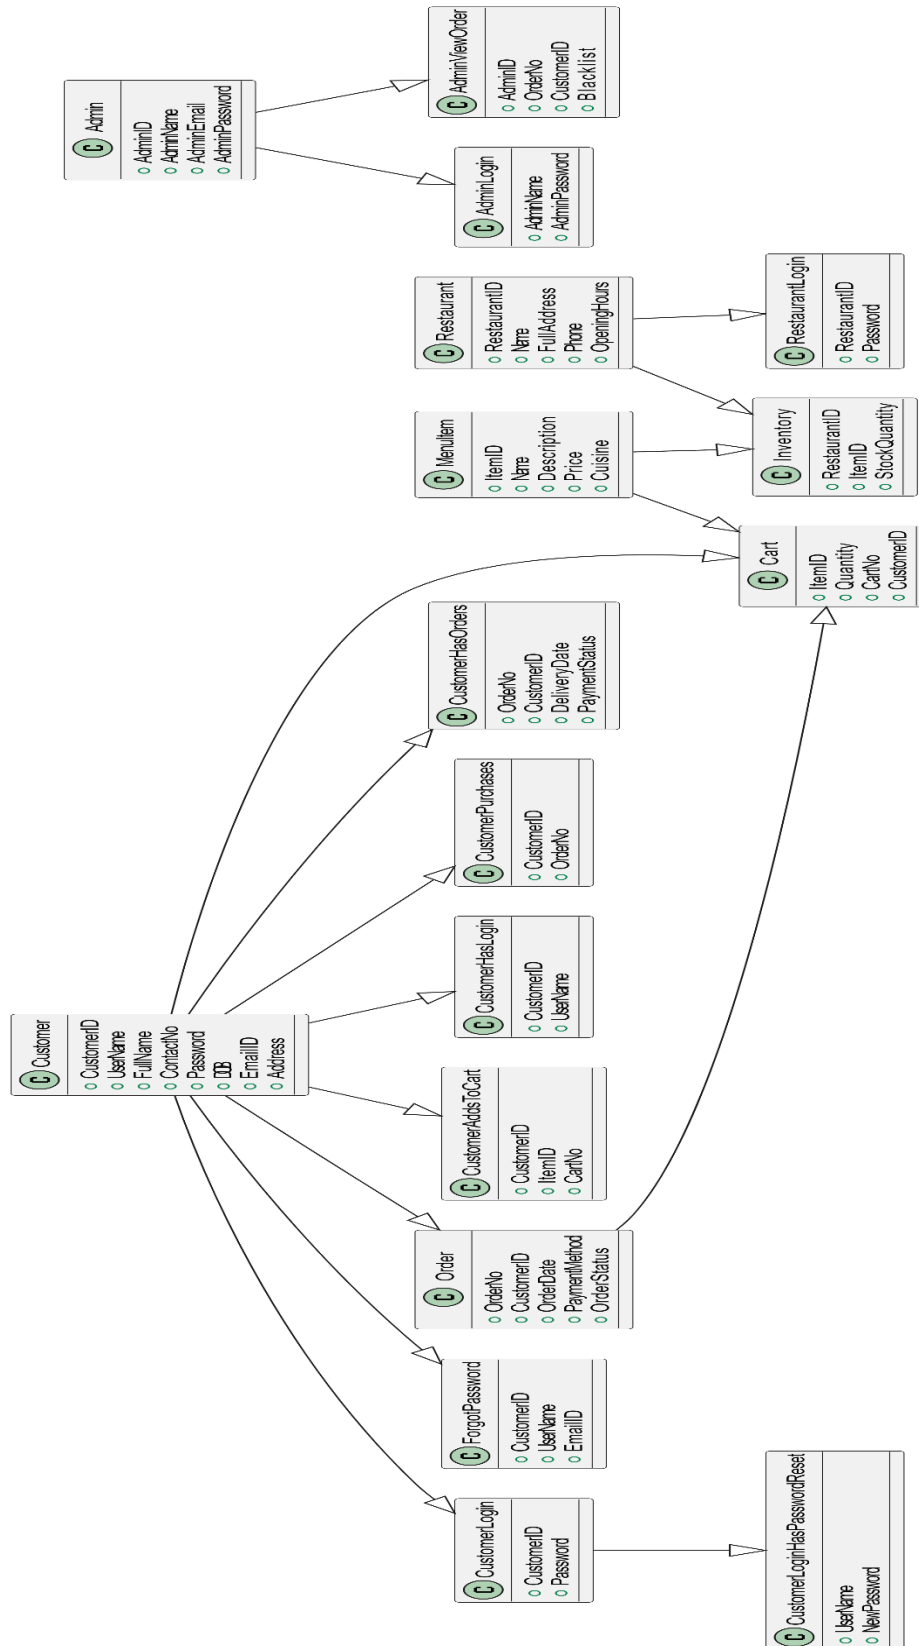 C Customer
CustomerID
UserName
FullName
ContactNo
Password
DOB
EmailID
Address
C Admin
AdminID
AdminName
AdminEmail
AdminPassword
C CustomerLogin
CustomerID
Password
C ForgotPassword
CustomerID
UserName
EmailID
C Order
OrderNo
CustomerID
OrderDate
PaymentMethod
OrderStatus
C CustomerAddsToCart
CustomerID
ItemID
CartNo
C CustomerHasLogin
CustomerID
UserName
C CustomerPurchases
CustomerID
OrderNo
C CustomerHasOrders
OrderNo
CustomerID
DeliveryDate
PaymentStatus
C MenuItem
ItemID
Name
Description
Price
Cuisine
C Restaurant
RestaurantID
Name
FullAddress
Phone
OpeningHours
C AdminLogin
AdminName
AdminPassword
C AdminViewOrder
AdminID
OrderNo
CustomerID
Blacklist
C CustomerLoginHasPasswordReset
UserName
NewPassword
C Cart
ItemID
Quantity
CartNo
CustomerID
C Inventory
RestaurantID
ItemID
StockQuantity
C RestaurantLogin
RestaurantID
Password